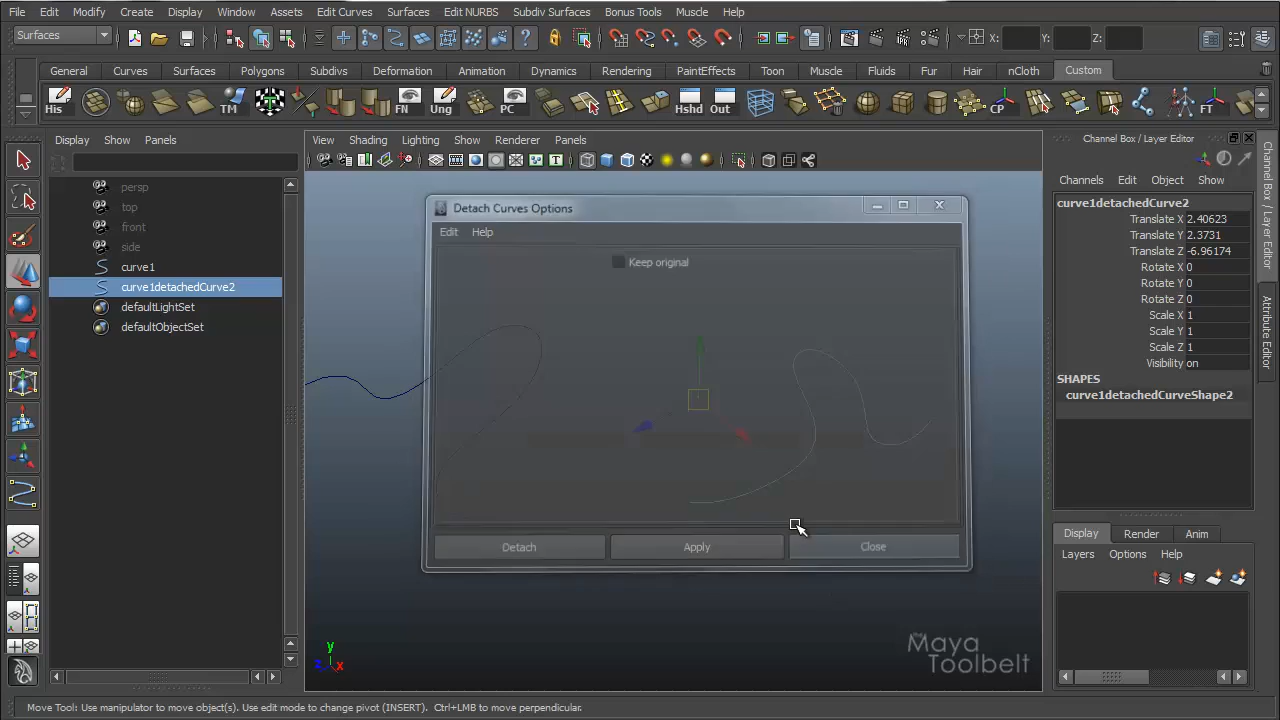 File Edit Modify Create Display Window Assets Edit Curves Surfaces Edit NURBS Subdiv Surfaces Bonus Tools Muscle Help
Surfaces X: Y: Z:
General Curves Surfaces Polygons Subdivs Deformation Animation Dynamics Rendering PaintEffects Toon Muscle Fluids Fur Hair nCloth Custom
His TM FN Ung PC Hshd Out CP FT
Display Show Panels
View Shading Lighting Show Renderer Panels
Channel Box / Layer Editor
Channels Edit Object Show
persp
top
front
side
curve1
curve1detachedCurve2
defaultLightSet
defaultObjectSet
Detach Curves Options
Edit Help
Keep original
Detach Apply Close
curve1detachedCurve2
Translate X 2.40623
Translate Y 2.3731
Translate Z -6.96174
Rotate X 0
Rotate Y 0
Rotate Z 0
Scale X 1
Scale Y 1
Scale Z 1
Visibility on
SHAPES
curve1detachedCurveShape2
Channel Box / Layer Editor
Attribute Editor
Display Render Anim
Layers Options Help
y
z x
the Maya
Toolbelt
Move Tool: Use manipulator to move object(s). Use edit mode to change pivot (INSERT). Ctrl+LMB to move perpendicular.